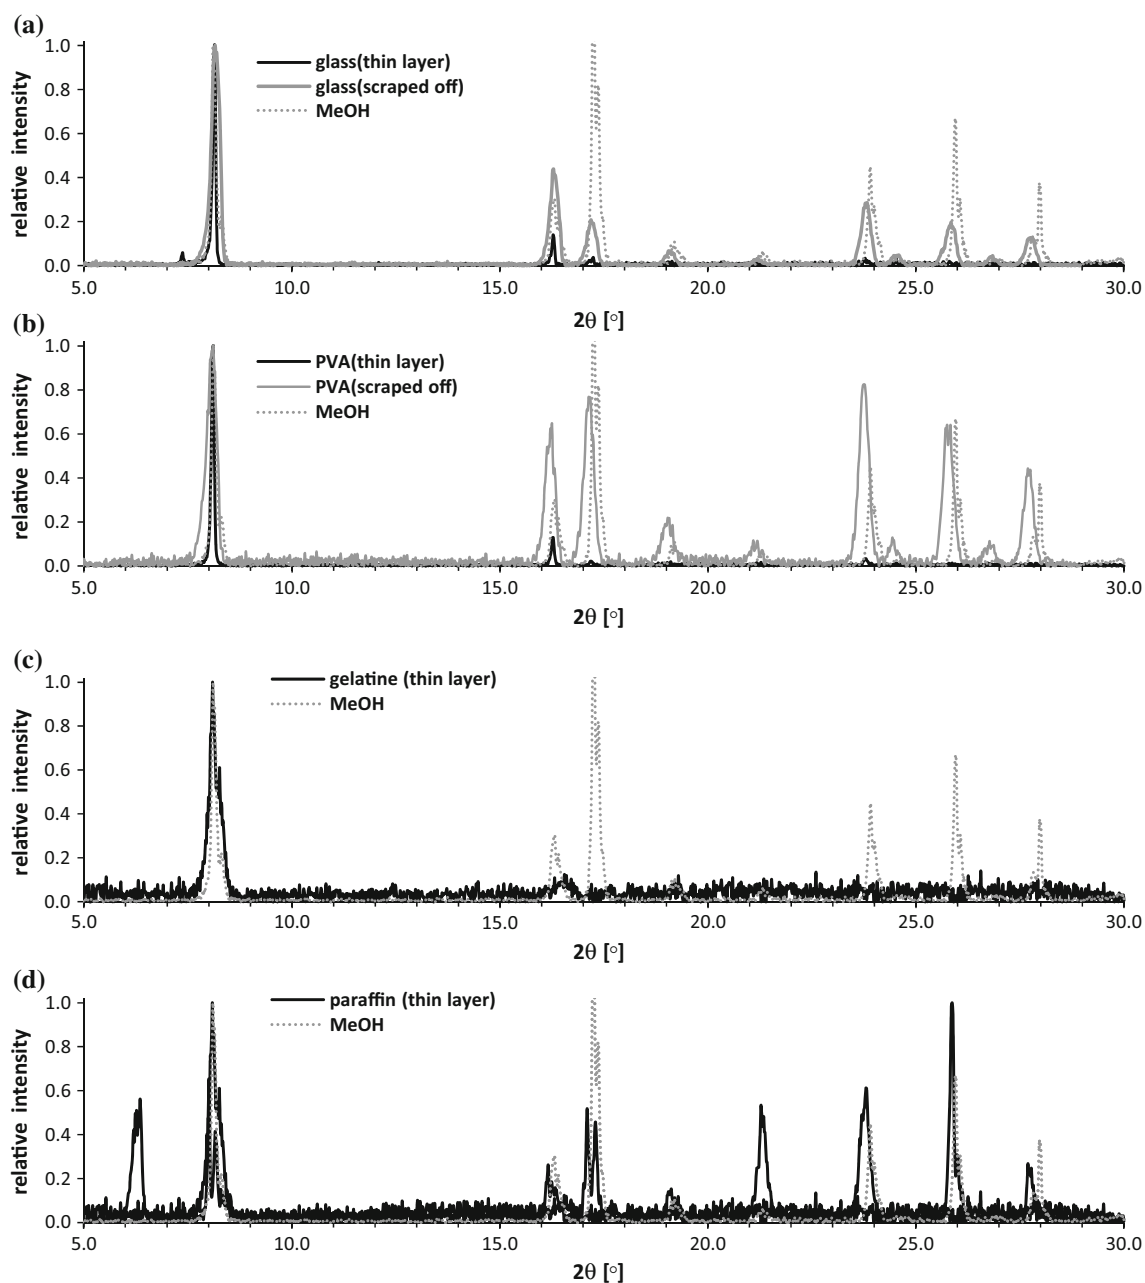 (a)
relative intensity
1.0
0.8
0.6
0.4
0.2
0.0
glass(thin layer)
glass(scraped off)
MeOH
5.0 10.0 15.0 20.0 25.0 30.0
2θ [°]
(b)
relative intensity
1.0
0.8
0.6
0.4
0.2
0.0
PVA(thin layer)
PVA(scraped off)
MeOH
5.0 10.0 15.0 20.0 25.0 30.0
2θ [°]
(c)
relative intensity
1.0
0.8
0.6
0.4
0.2
0.0
gelatine (thin layer)
MeOH
5.0 10.0 15.0 20.0 25.0 30.0
2θ [°]
(d)
relative intensity
1.0
0.8
0.6
0.4
0.2
0.0
paraffin (thin layer)
MeOH
5.0 10.0 15.0 20.0 25.0 30.0
2θ [°]